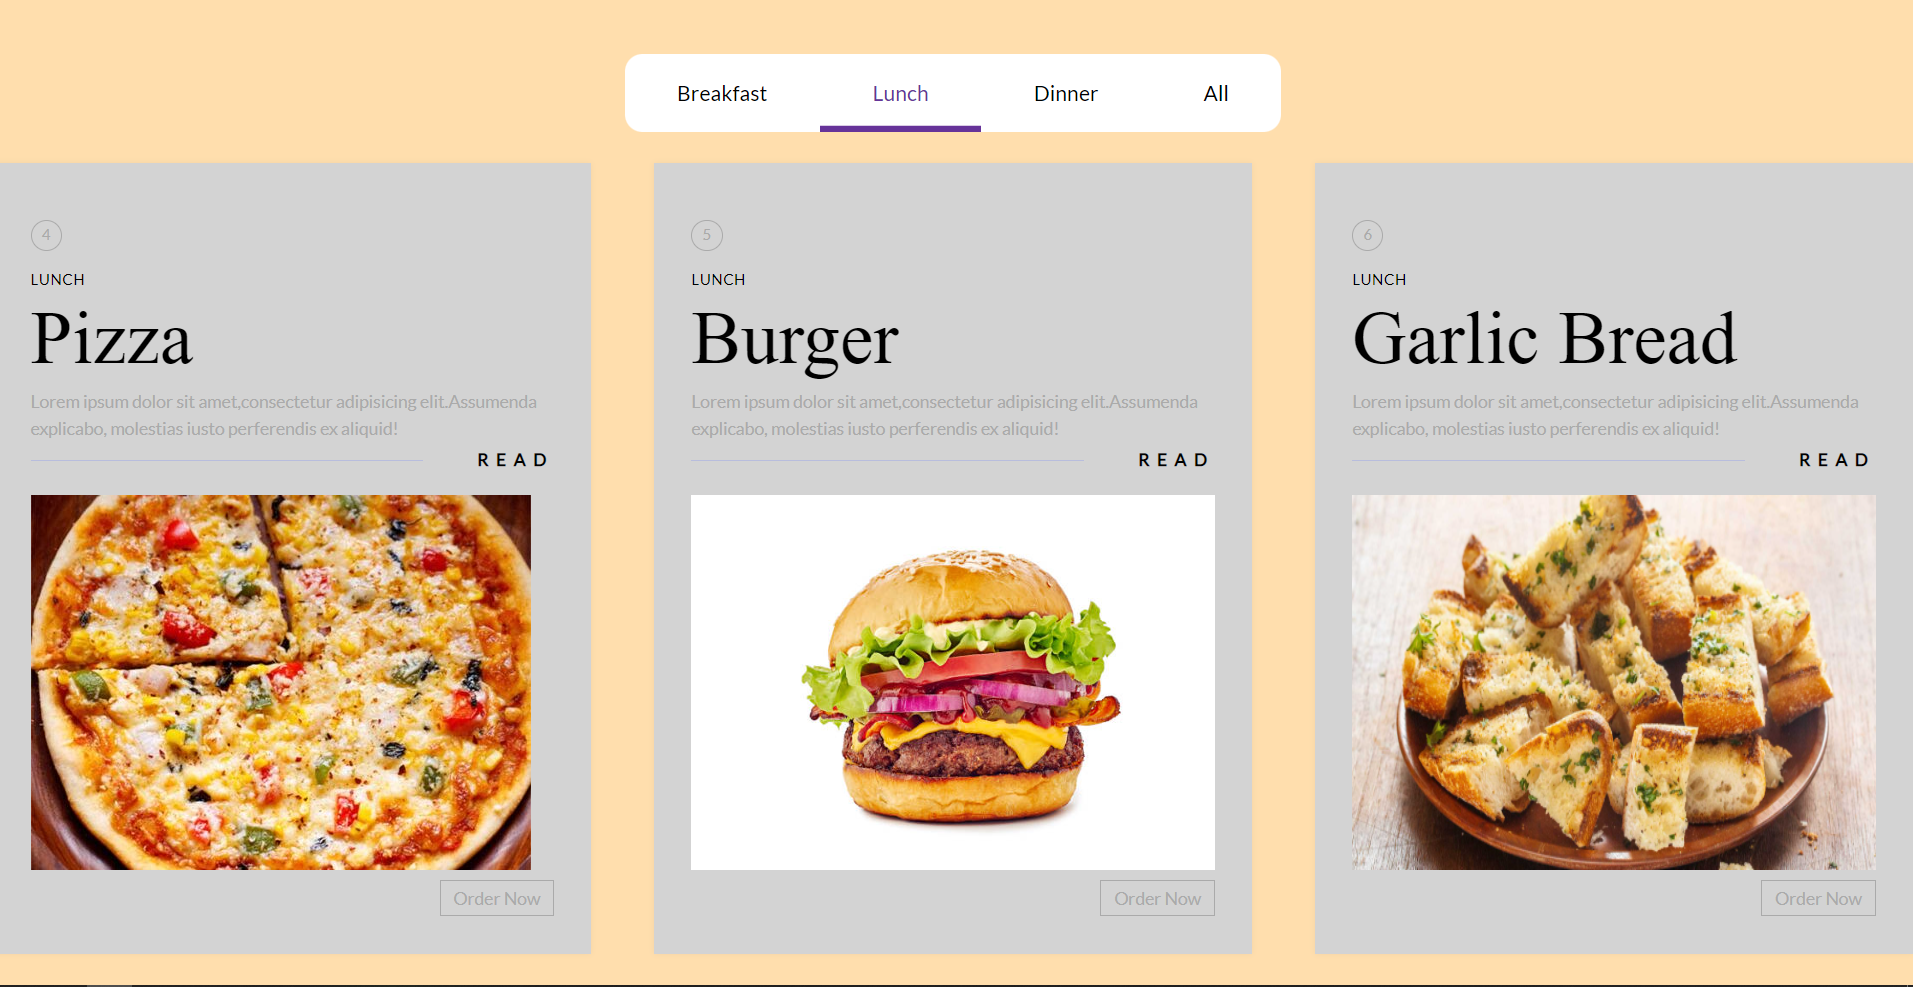 Breakfast Lunch Dinner All
4
LUNCH
Pizza
Lorem ipsum dolor sit amet,consectetur adipisicing elit.Assumenda
explicabo, molestias iusto perferendis ex aliquid!
READ
Order Now
5
LUNCH
Burger
Lorem ipsum dolor sit amet,consectetur adipisicing elit.Assumenda
explicabo, molestias iusto perferendis ex aliquid!
READ
Order Now
6
LUNCH
Garlic Bread
Lorem ipsum dolor sit amet,consectetur adipisicing elit.Assumenda
explicabo, molestias iusto perferendis ex aliquid!
READ
Order Now